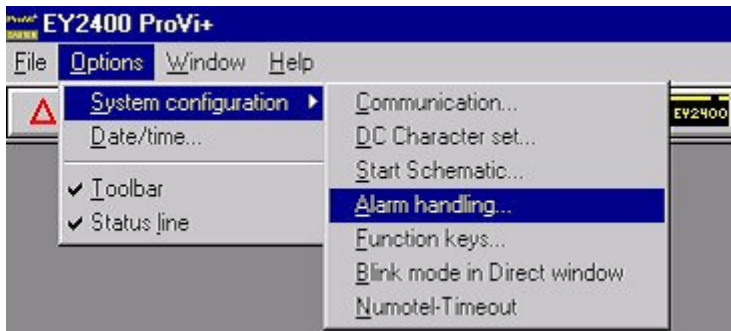 EY2400 ProVi+
File Options Window Help
System configuration
Date/time...
Toolbar
Status line
Communication...
DC Character set...
Start Schematic...
Alarm handling...
Function keys...
Blink mode in Direct window
Numotel-Timeout
EY2400